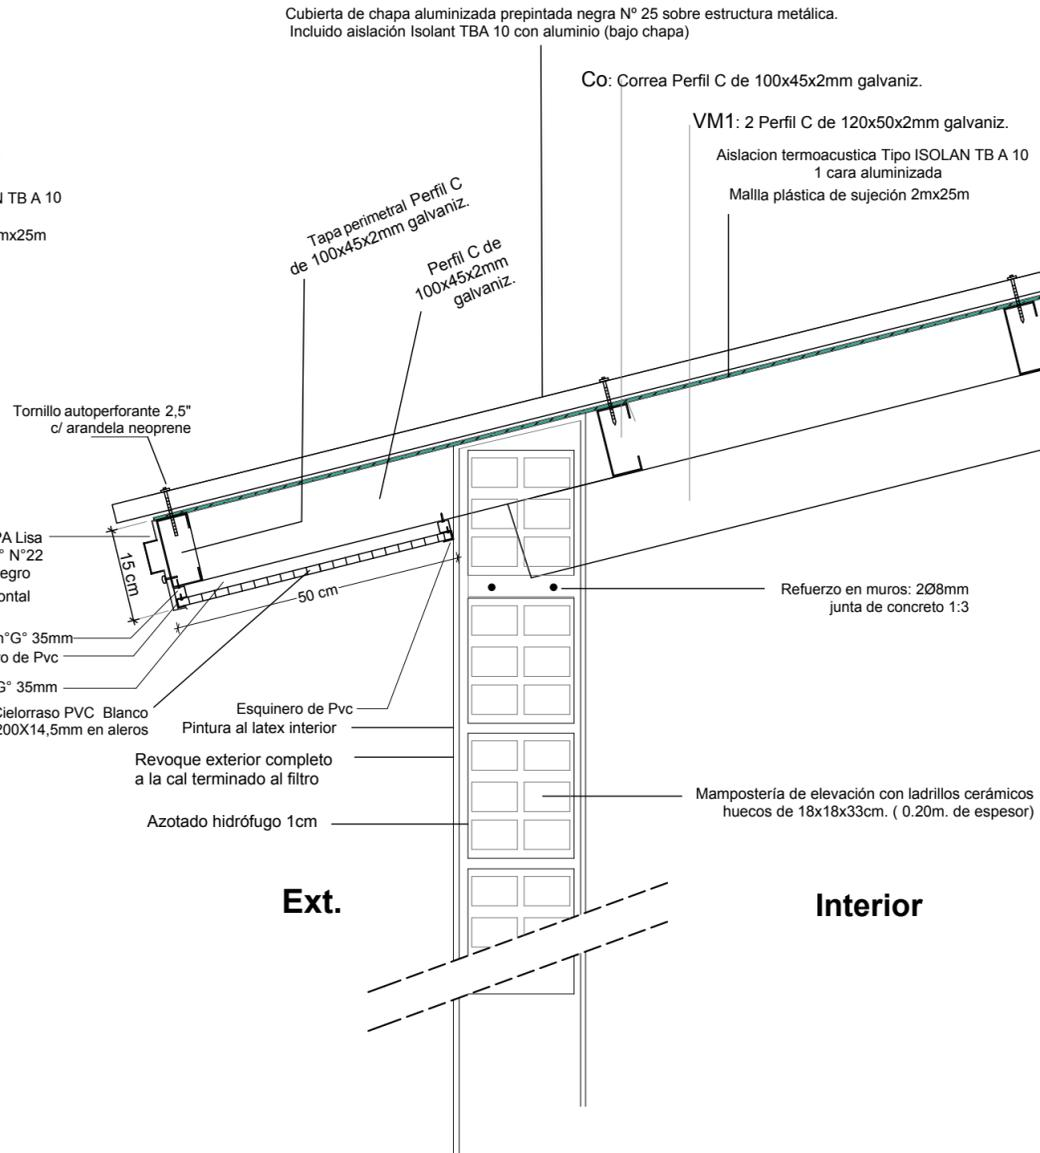 Cubierta de chapa aluminizada prepintada negra Nº 25 sobre estructura metálica.
Incluido aislación Isolant TBA 10 con aluminio (bajo chapa)
Co: Correa Perfil C de 100x45x2mm galvaniz.
VM1: 2 Perfil C de 120x50x2mm galvaniz.
Aislacion termoacustica Tipo ISOLAN TB A 10
1 cara aluminizada
Mallla plástica de sujeción 2mx25m
TB A 10
mx25m
Tapa perimetral Perfil C
de 100x45x2mm galvaniz.
Perfil C de
100x45x2mm
galvaniz.
Tornillo autoperforante 2,5"
c/ arandela neoprene
PA Lisa
° N°22
egro
ontal
15 cm
50 cm
n°G° 35mm
o de Pvc
G° 35mm
Cielorraso PVC Blanco
200X14,5mm en aleros
Esquinero de Pvc
Pintura al latex interior
Revoque exterior completo
a la cal terminado al filtro
Azotado hidrófugo 1cm
Refuerzo en muros: 2Ø8mm
junta de concreto 1:3
Mampostería de elevación con ladrillos cerámicos
huecos de 18x18x33cm. ( 0.20m. de espesor)
Ext.
Interior